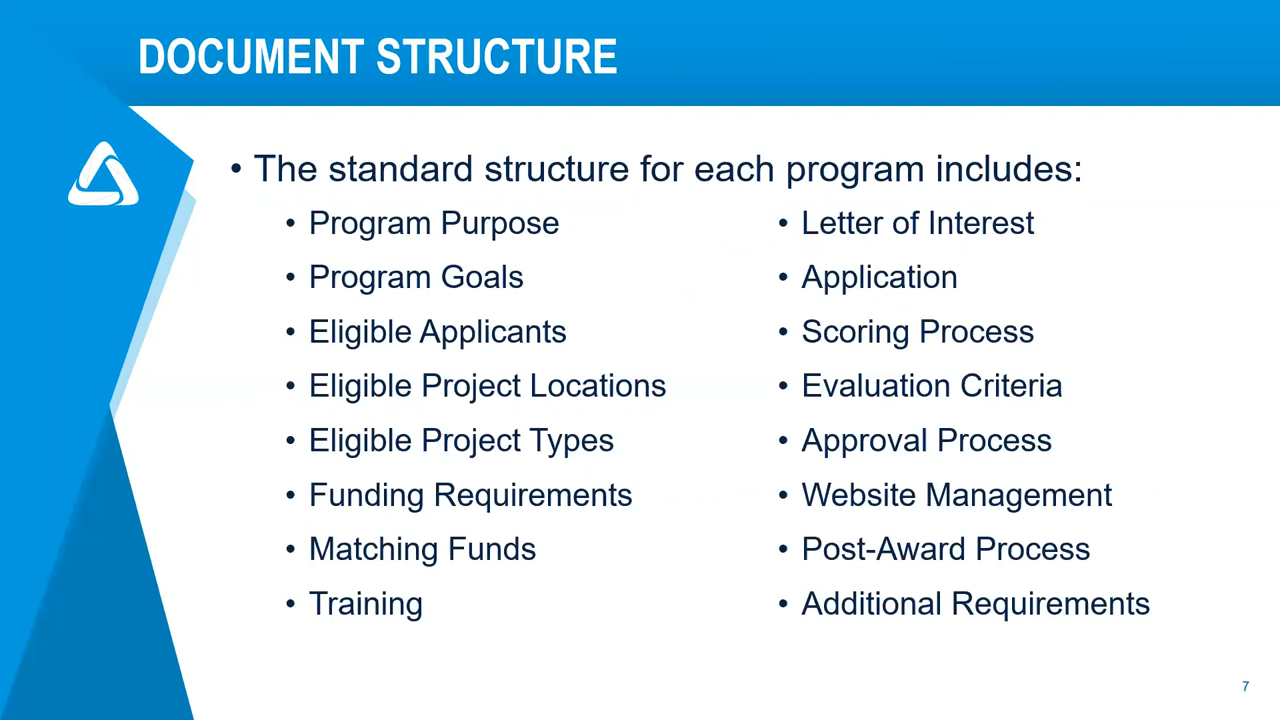 DOCUMENT STRUCTURE
• The standard structure for each program includes:
• Program Purpose
• Program Goals
• Eligible Applicants
• Eligible Project Locations
• Eligible Project Types
• Funding Requirements
• Matching Funds
• Training
• Letter of Interest
• Application
• Scoring Process
• Evaluation Criteria
• Approval Process
• Website Management
• Post-Award Process
• Additional Requirements
7